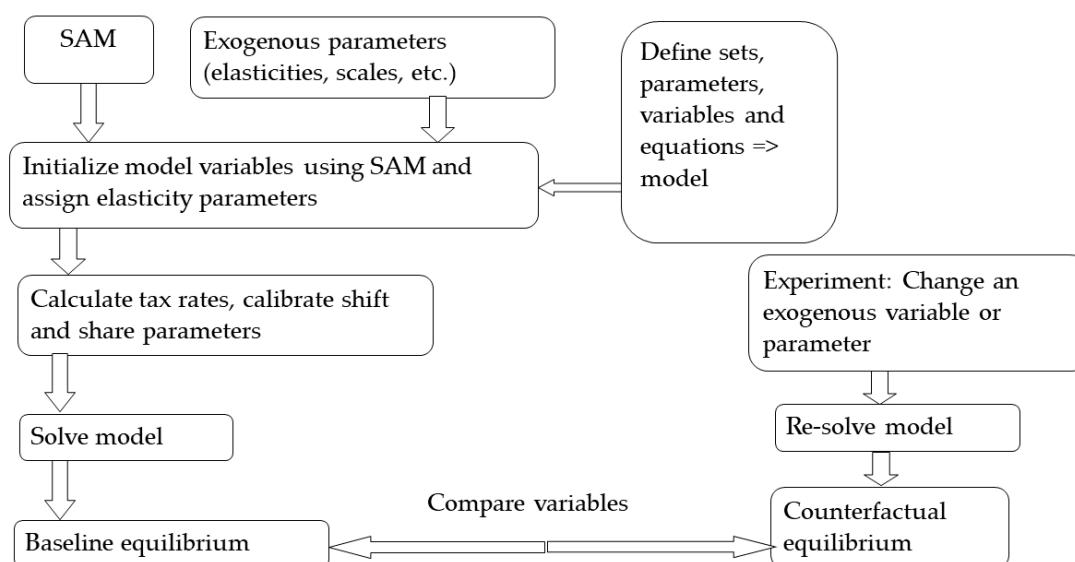 SAM
Exogenous parameters
(elasticities, scales, etc.)
Define sets,
parameters,
variables and
equations =>
model
Initialize model variables using SAM and
assign elasticity parameters
Calculate tax rates, calibrate shift
and share parameters
Experiment: Change an
exogenous variable or
parameter
Solve model
Re-solve model
Compare variables
Baseline equilibrium
Counterfactual
equilibrium